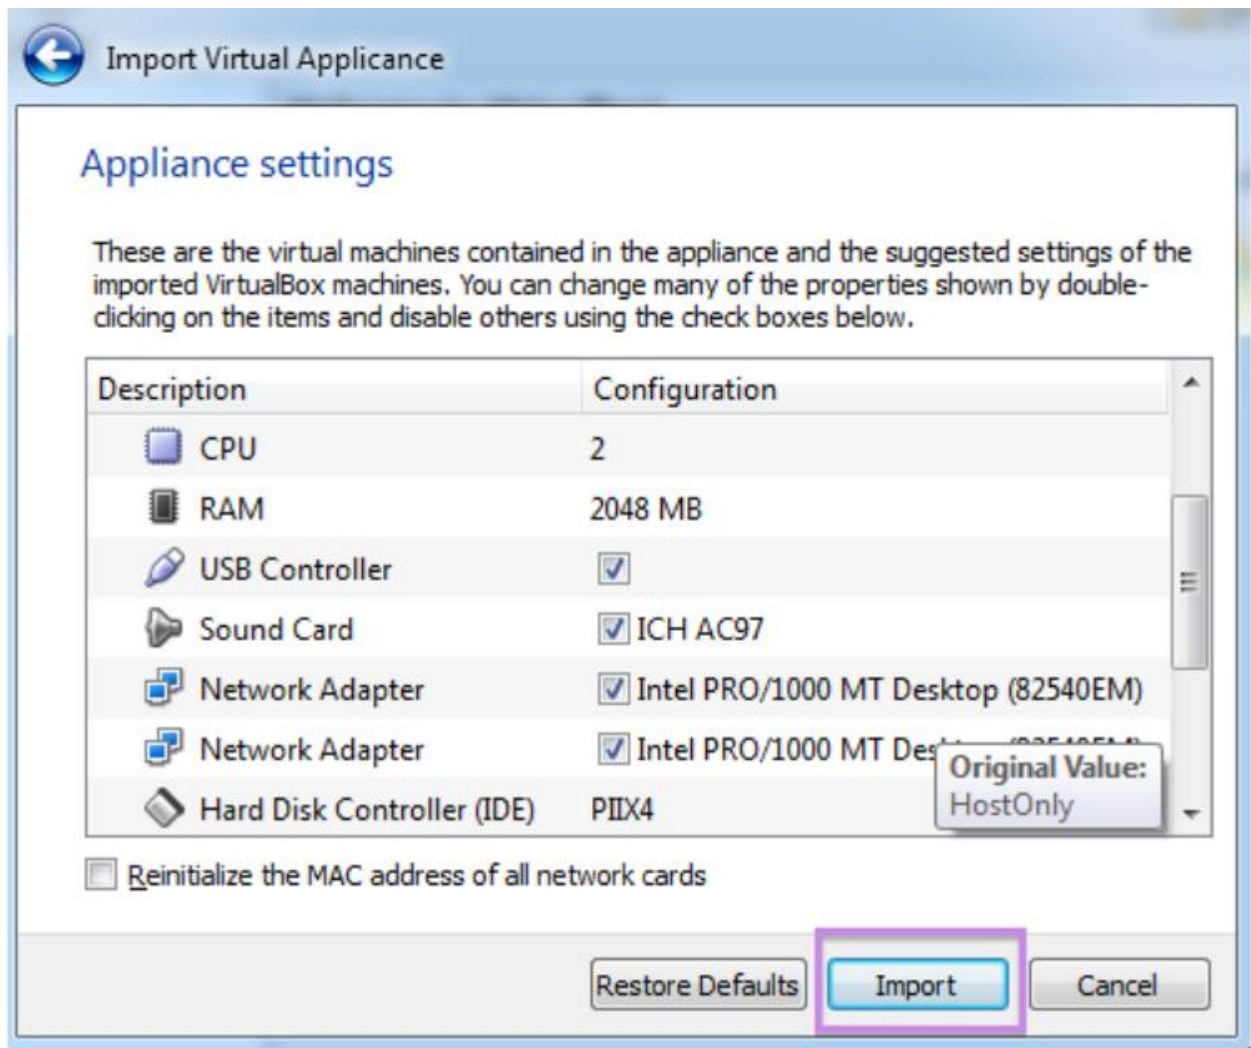 Import Virtual Applicance
Appliance settings
These are the virtual machines contained in the appliance and the suggested settings of the
imported VirtualBox machines. You can change many of the properties shown by double-
clicking on the items and disable others using the check boxes below.
Description Configuration
CPU 2
RAM 2048 MB
USB Controller
Sound Card ICH AC97
Network Adapter Intel PRO/1000 MT Desktop (82540EM)
Network Adapter Intel PRO/1000 MT
Original Value:
HostOnly
Hard Disk Controller (IDE) PIIX4
Reinitialize the MAC address of all network cards
Restore Defaults Import Cancel